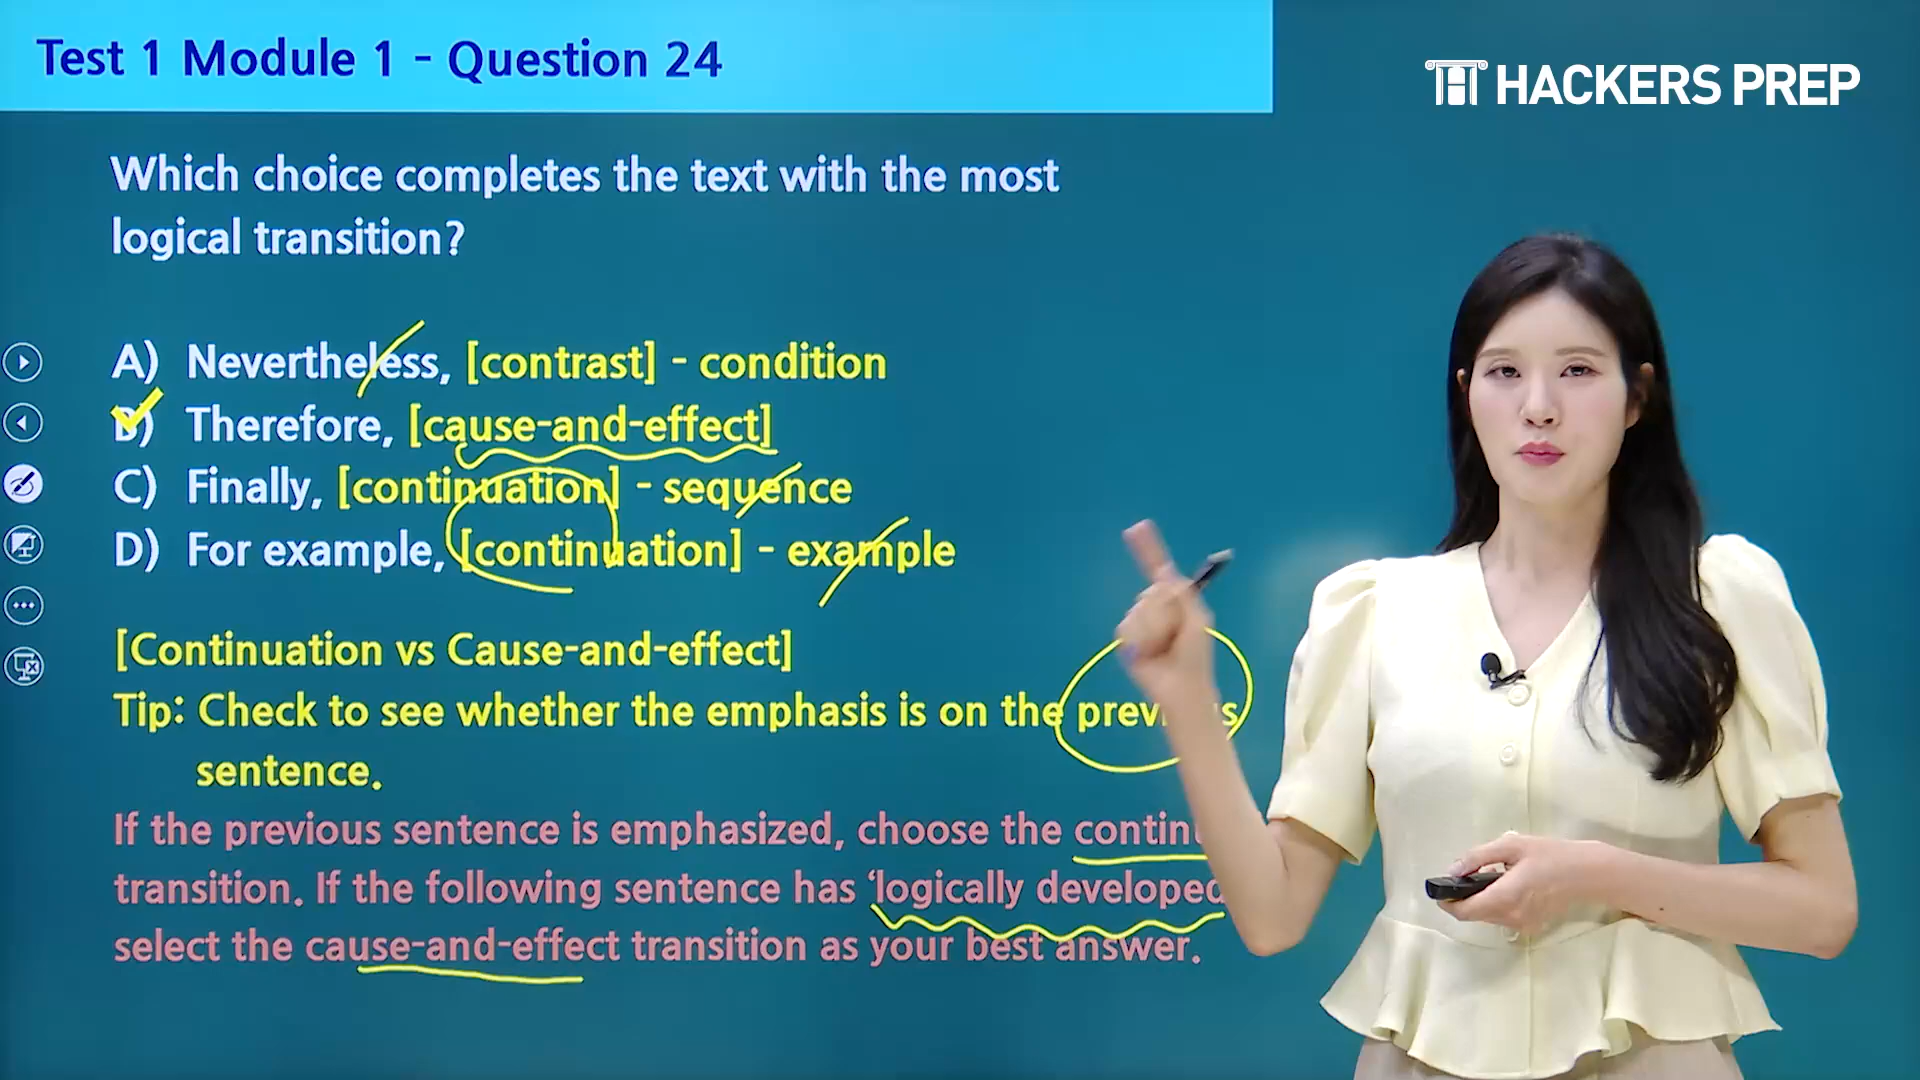 Test 1 Module 1 - Question 24
HACKERS PREP
Which choice completes the text with the most
logical transition?
A) Nevertheless, [contrast] - condition
B) Therefore, [cause-and-effect]
C) Finally, [continuation] - sequence
D) For example, [continuation] - example
[Continuation vs Cause-and-effect]
Tip: Check to see whether the emphasis is on the
sentence.
If the previous sentence is emphasized, choose the
transition. If the following sentence has ‘logically developed
select the cause-and-effect transition as your best answer.